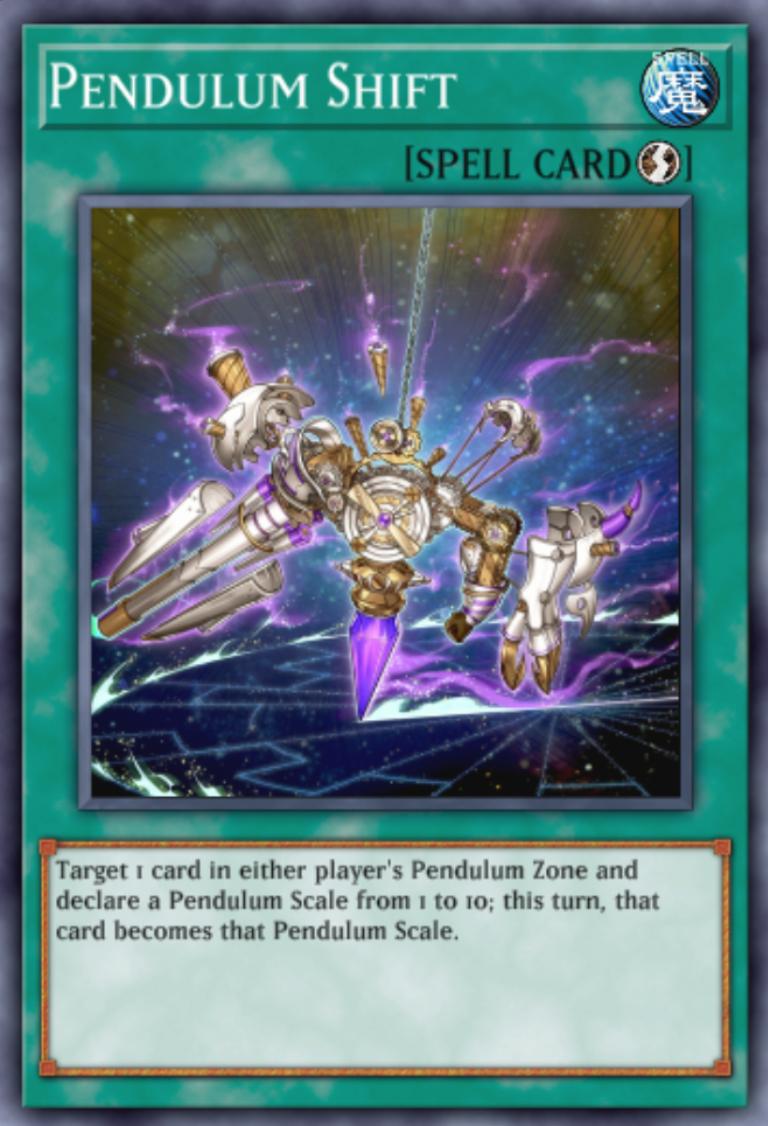 PENDULUM SHIFT
SPELL
魔
[SPELL CARD]
Target 1 card in either player's Pendulum Zone and
declare a Pendulum Scale from 1 to 10; this turn, that
card becomes that Pendulum Scale.